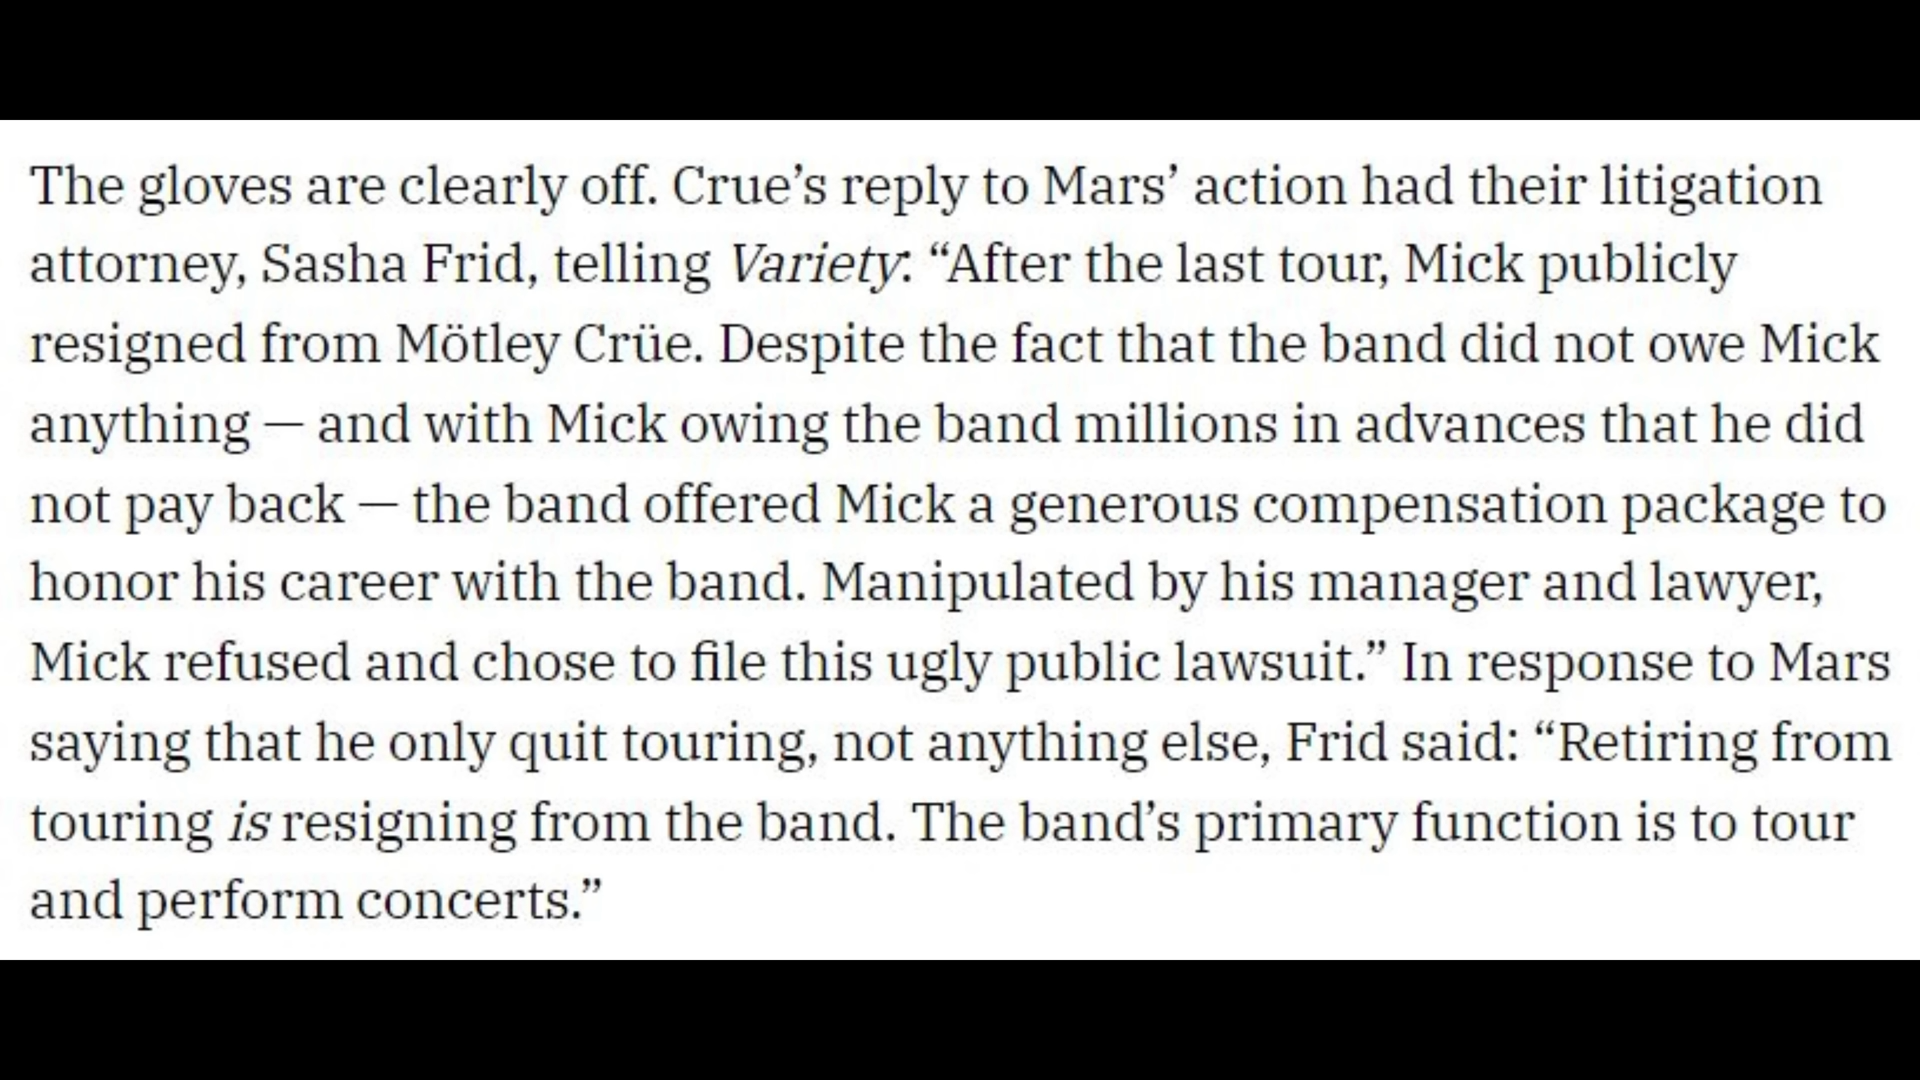 The gloves are clearly off. Crue’s reply to Mars’ action had their litigation
attorney, Sasha Frid, telling Variety: “After the last tour, Mick publicly
resigned from Mötley Crüe. Despite the fact that the band did not owe Mick
anything — and with Mick owing the band millions in advances that he did
not pay back — the band offered Mick a generous compensation package to
honor his career with the band. Manipulated by his manager and lawyer,
Mick refused and chose to file this ugly public lawsuit.” In response to Mars
saying that he only quit touring, not anything else, Frid said: “Retiring from
touring is resigning from the band. The band’s primary function is to tour
and perform concerts.”